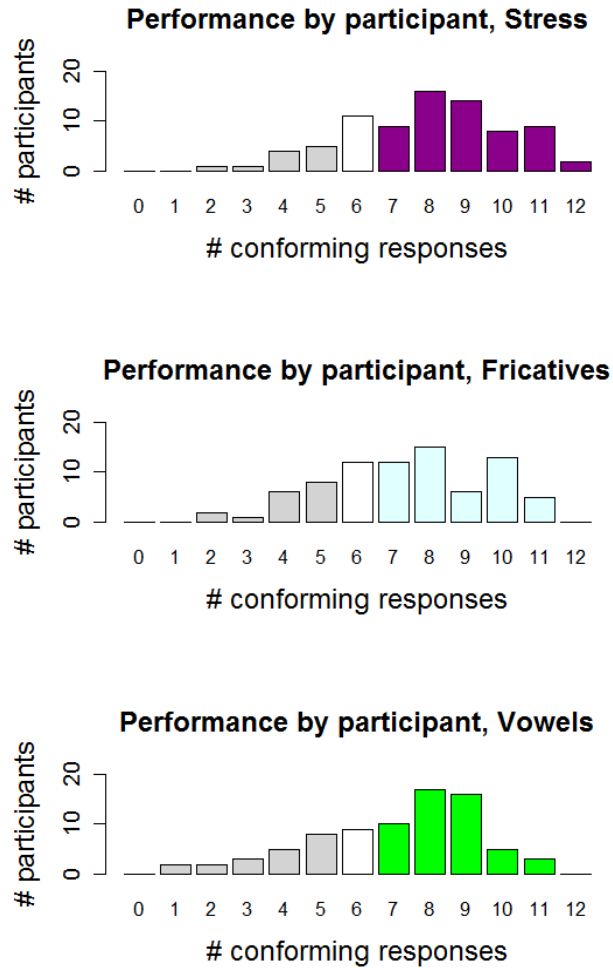 Performance by participant, Stress
# participants
20
10
0
0 1 2 3 4 5 6 7 8 9 10 11 12
# conforming responses
Performance by participant, Fricatives
# participants
20
10
0
0 1 2 3 4 5 6 7 8 9 10 11 12
# conforming responses
Performance by participant, Vowels
# participants
20
10
0
0 1 2 3 4 5 6 7 8 9 10 11 12
# conforming responses